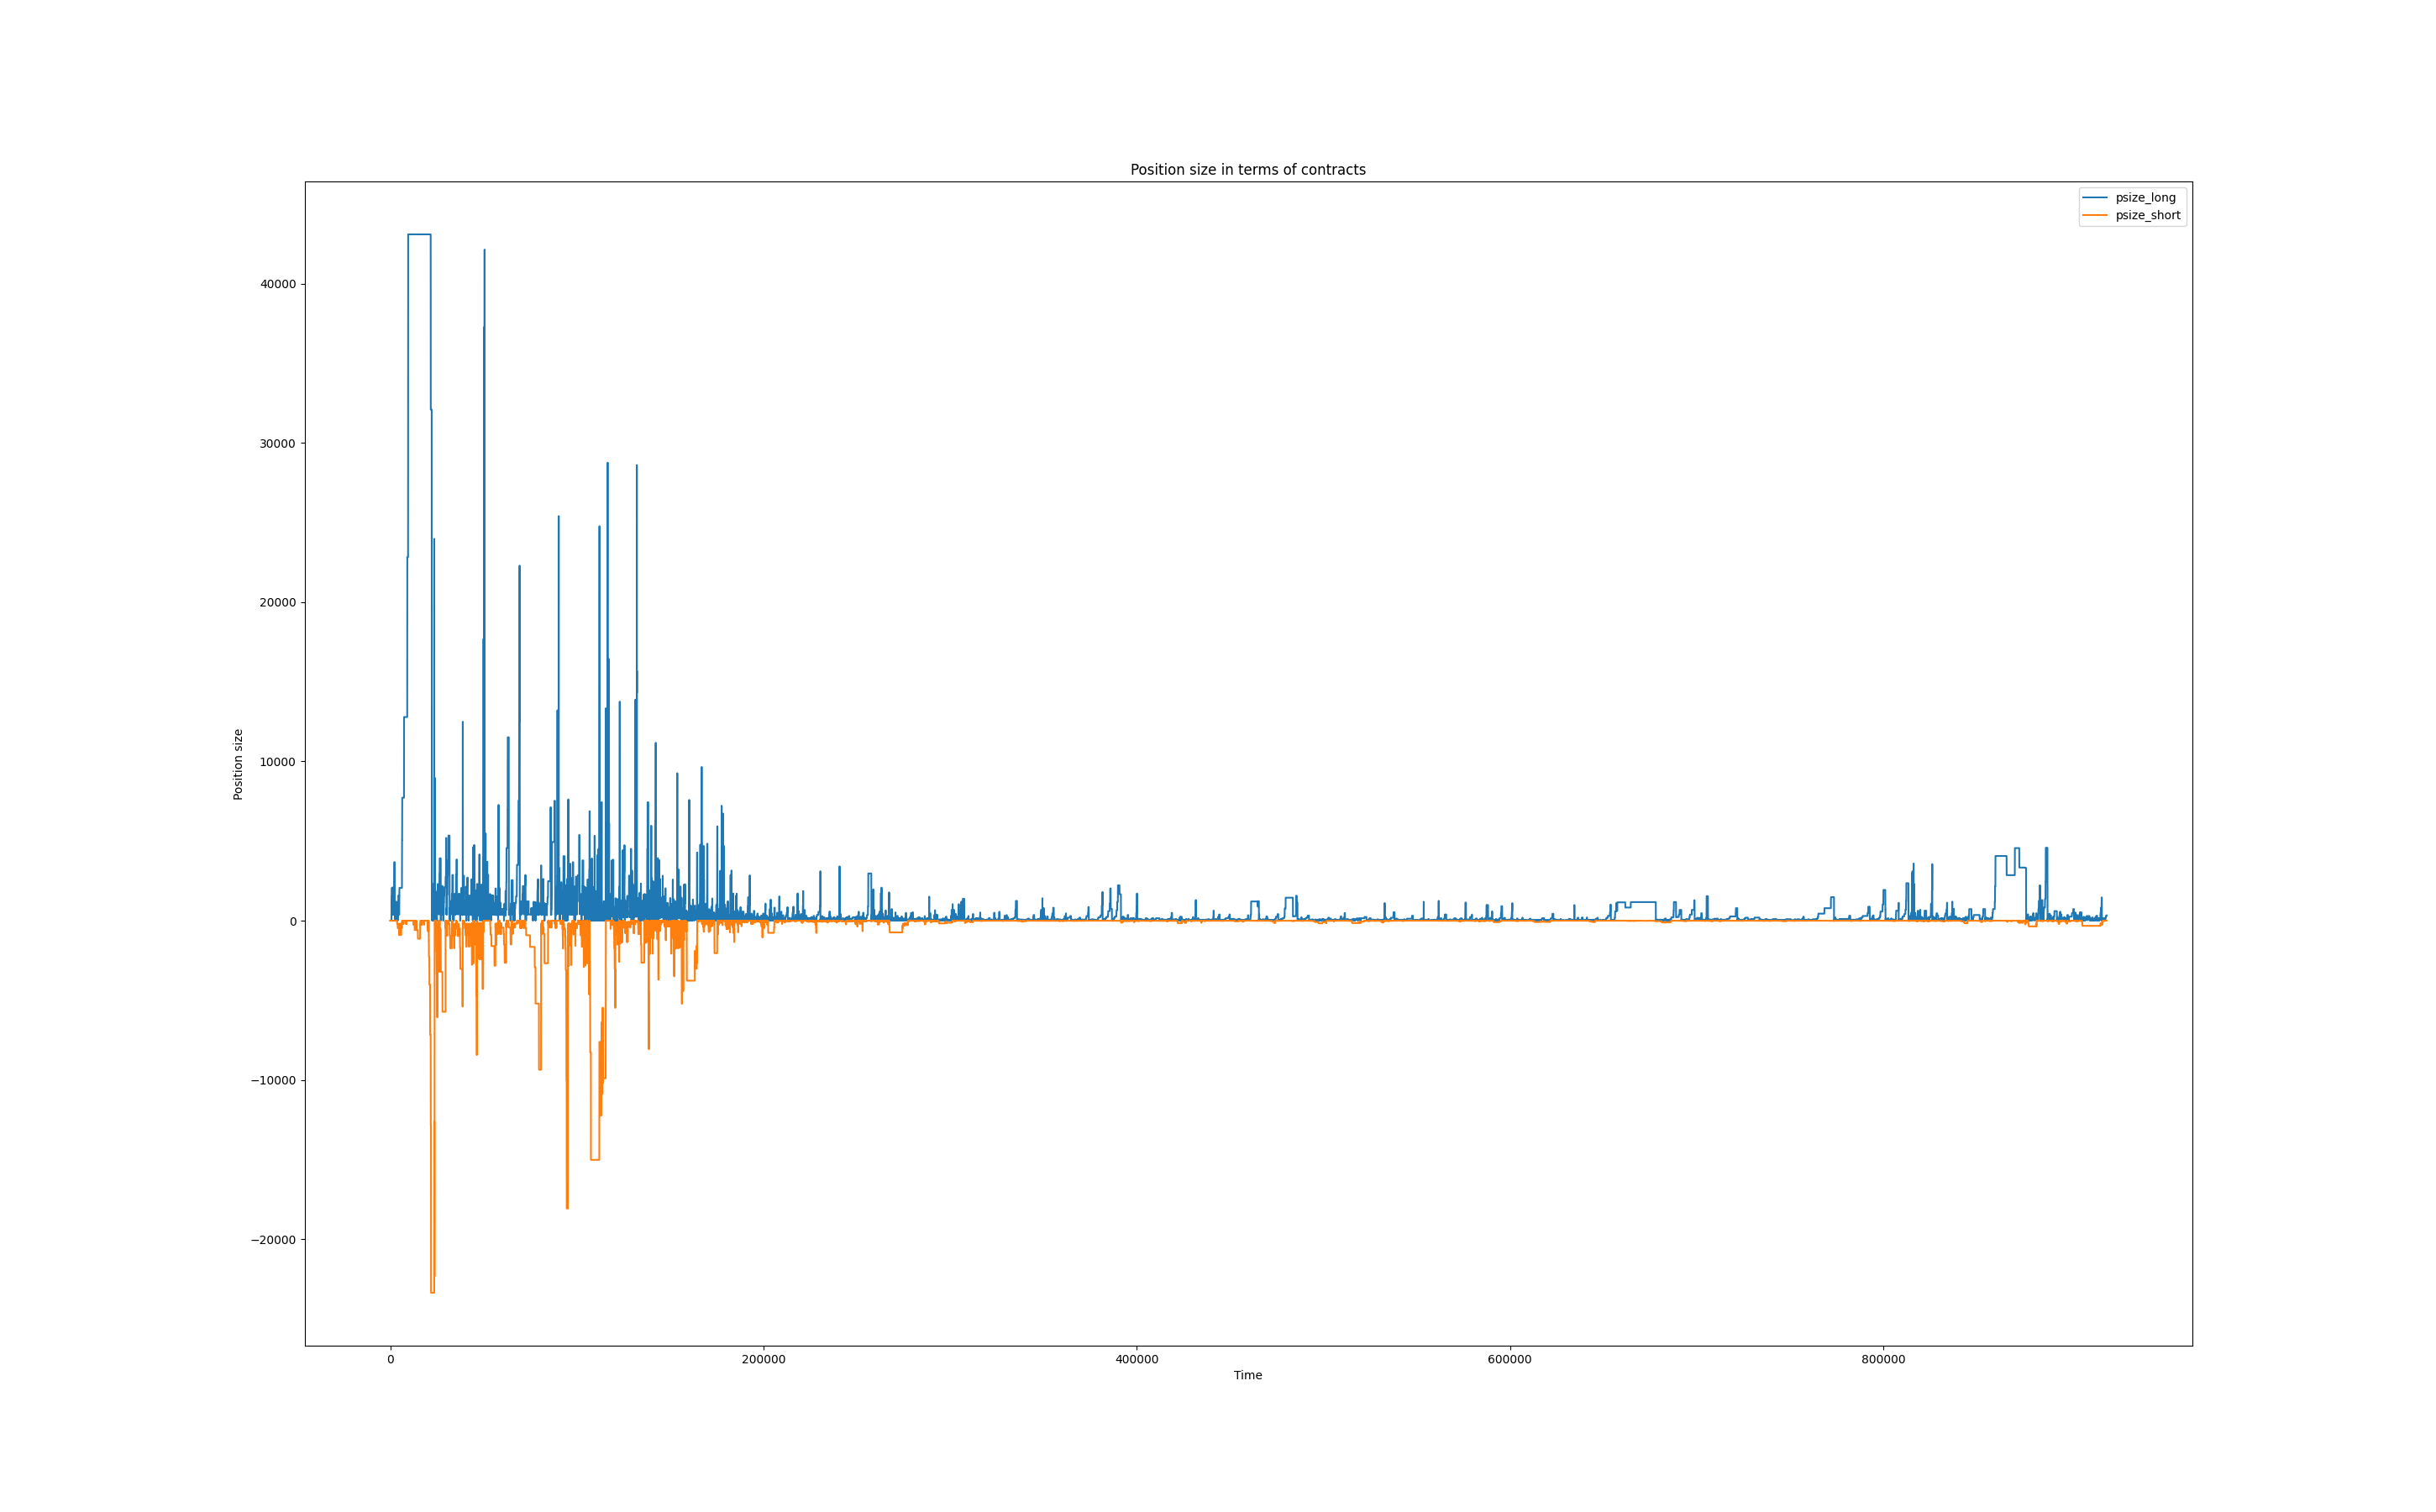 Position size in terms of contracts
psize_long
psize_short
40000
30000
20000
10000
0
−10000
−20000
Position size
0
200000
400000
600000
800000
Time